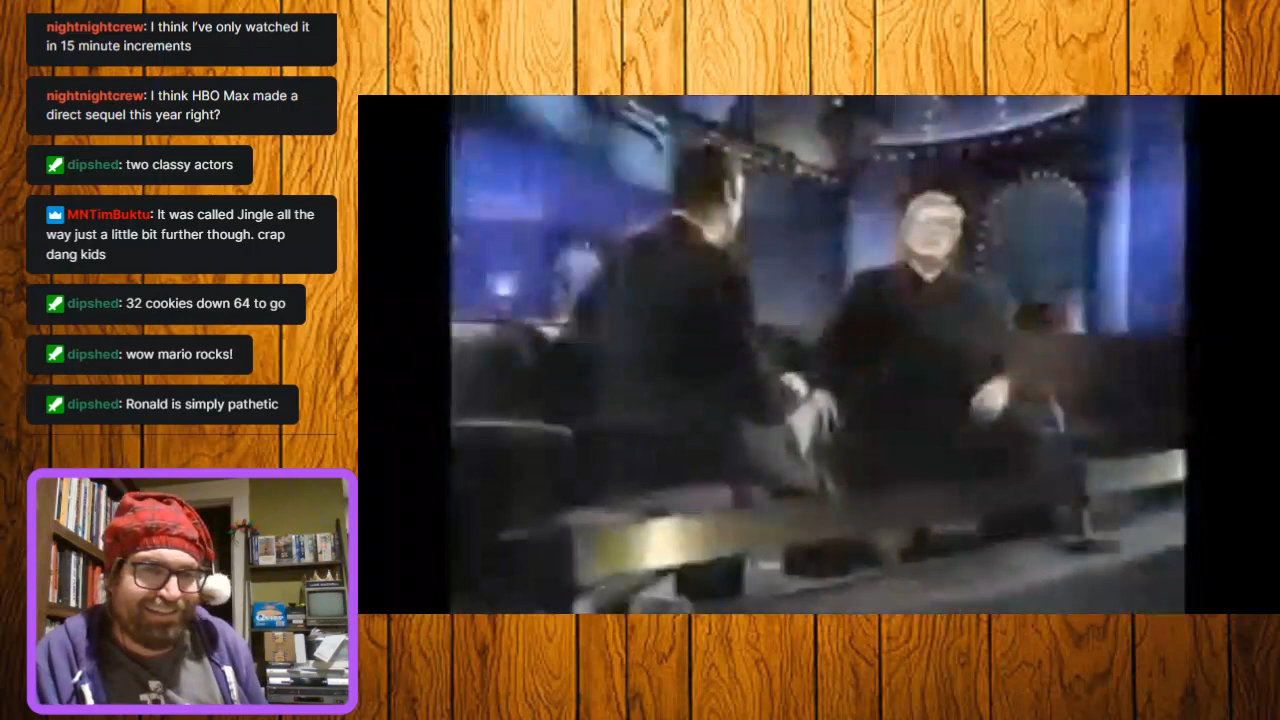 nightnightcrew: I think I've only watched it
in 15 minute increments
nightnightcrew: I think HBO Max made a
direct sequel this year right?
dipshed: two classy actors
MNTimBuktu: It was called Jingle all the
way just a little bit further though. crap
dang kids
dipshed: 32 cookies down 64 to go
dipshed: wow mario rocks!
dipshed: Ronald is simply pathetic